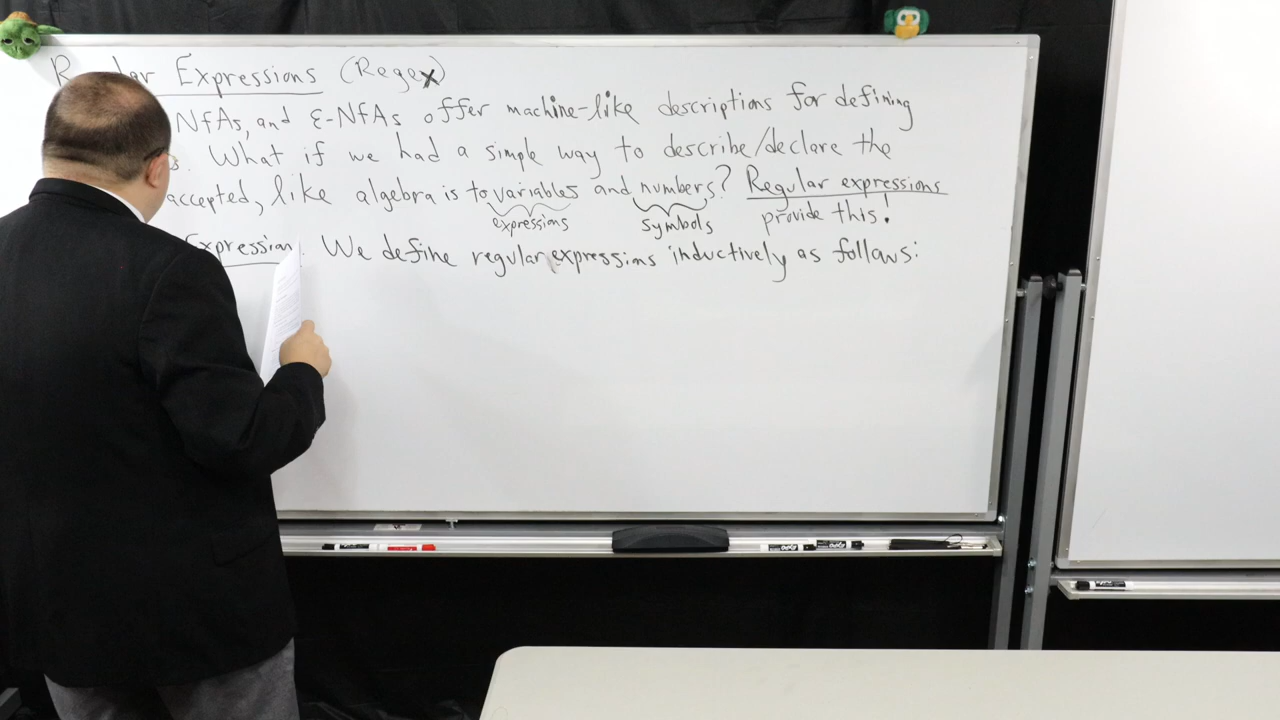 Expressions (Regex)
NFAs, and ε-NFAs offer machine-like descriptions for defining
What if we had a simple way to describe/declare the
accepted, like algebra is to variables and numbers? Regular expressions
expressions symbols provide this!
Expression. We define regular expressions inductively as follows: